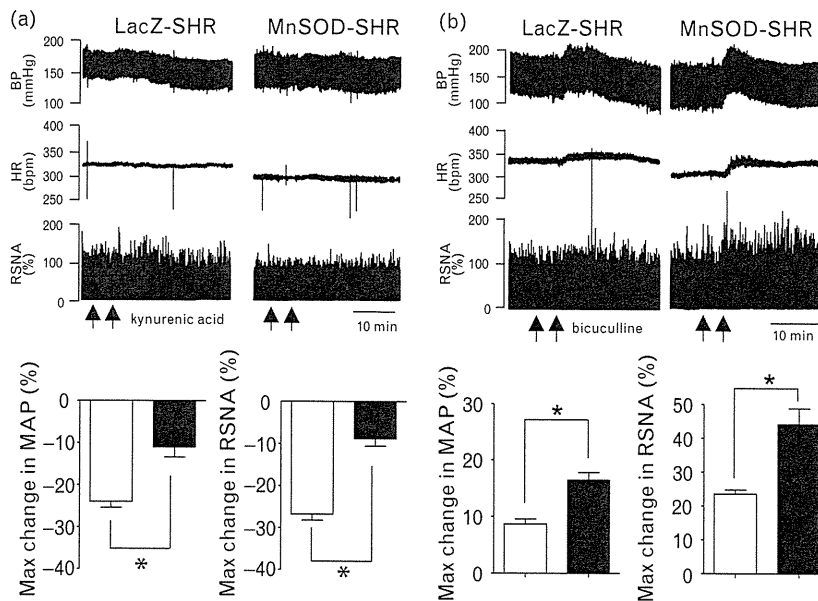 (a)
LacZ-SHR
MnSOD-SHR
BP
(mmHg)
200
150
100
HR
(bpm)
400
350
300
250
RSNA
(%)
200
100
0
kynurenic acid
10 min
Max change in MAP (%)
0
−10
−20
−30
−40
*
Max change in RSNA (%)
0
−10
−20
−30
−40
*
(b)
LacZ-SHR
MnSOD-SHR
BP
(mmHg)
200
150
100
HR
(bpm)
400
350
300
250
RSNA
(%)
200
100
0
bicuculline
10 min
Max change in MAP (%)
30
20
10
0
*
Max change in RSNA (%)
50
40
30
20
10
0
*